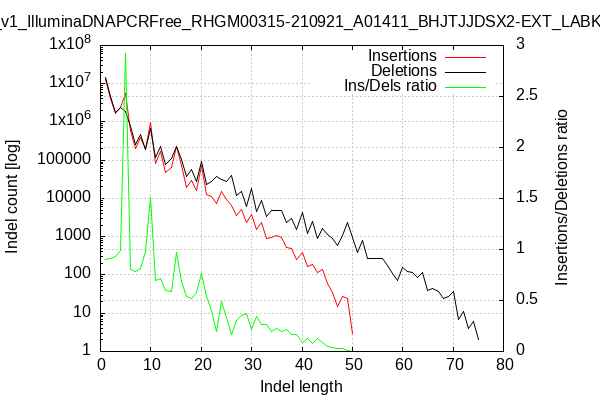 _v1_IlluminaDNAPCRFree_RHGM00315-210921_A01411_BHJTJJDSX2-EXT_LABK
1x10^8
1x10^7
1x10^6
100000
10000
1000
100
10
1
3
2.5
2
1.5
1
0.5
0
Insertions
Deletions
Ins/Dels ratio
Indel count [log]
Insertions/Deletions ratio
0 10 20 30 40 50 60 70 80
Indel length